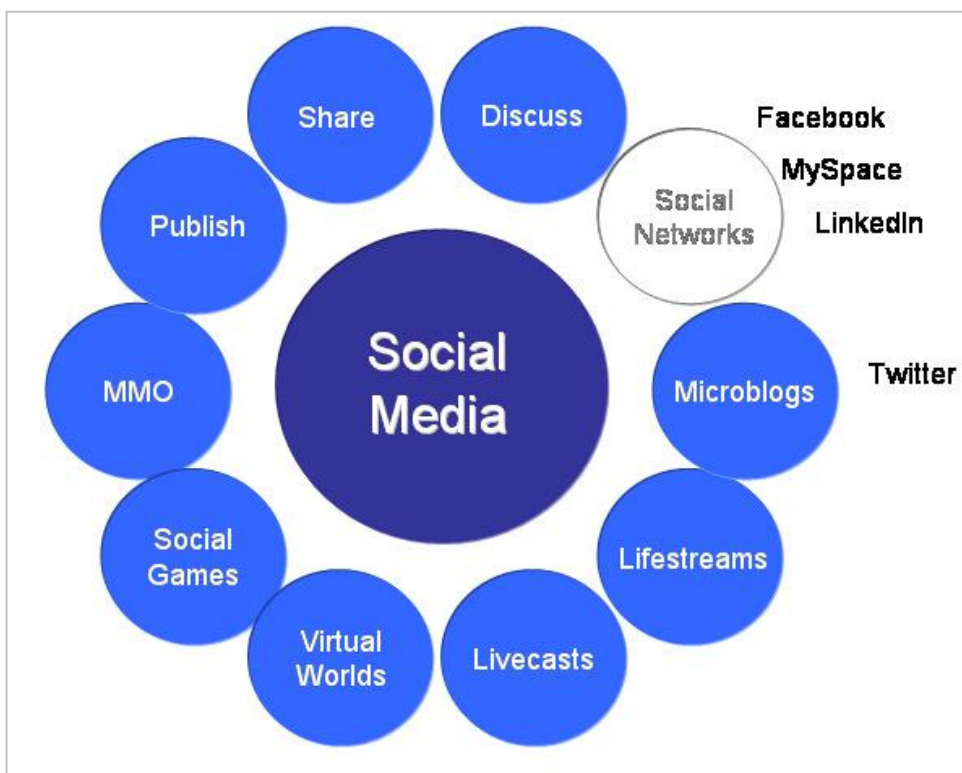 Share
Discuss
Facebook
MySpace
Social
Networks
LinkedIn
Publish
Social
Media
MMO
Microblogs
Twitter
Social
Games
Lifestreams
Virtual
Worlds
Livecasts